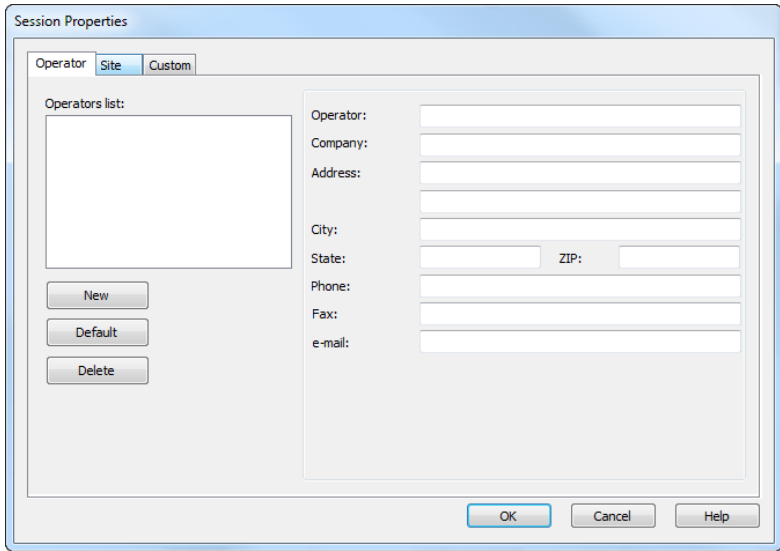 Session Properties
Operator Site Custom
Operators list:
Operator:
Company:
Address:
City:
State: ZIP:
New
Phone:
Fax:
Default
e-mail:
Delete
OK Cancel Help